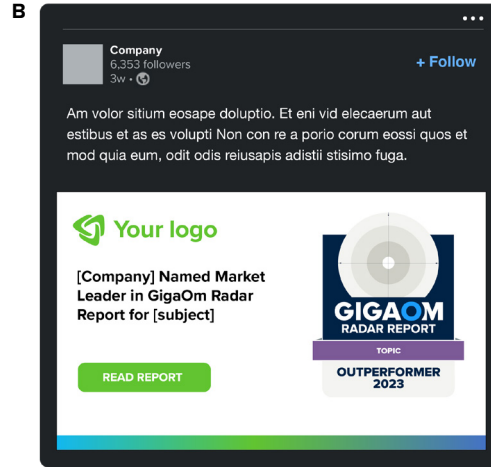 B
Company
6,353 followers
3w •
+ Follow
Am volor sitium eosape doluptio. Et eni vid elecaerum aut
estibus et as es volupti Non con re a porio corum eossi quos et
mod quia eum, odit odis reiusapis adistii stisimo fuga.
Your logo
[Company] Named Market
Leader in GigaOm Radar
Report for [subject]
READ REPORT
GIGAOM
RADAR REPORT
TOPIC
OUTPERFORMER
2023